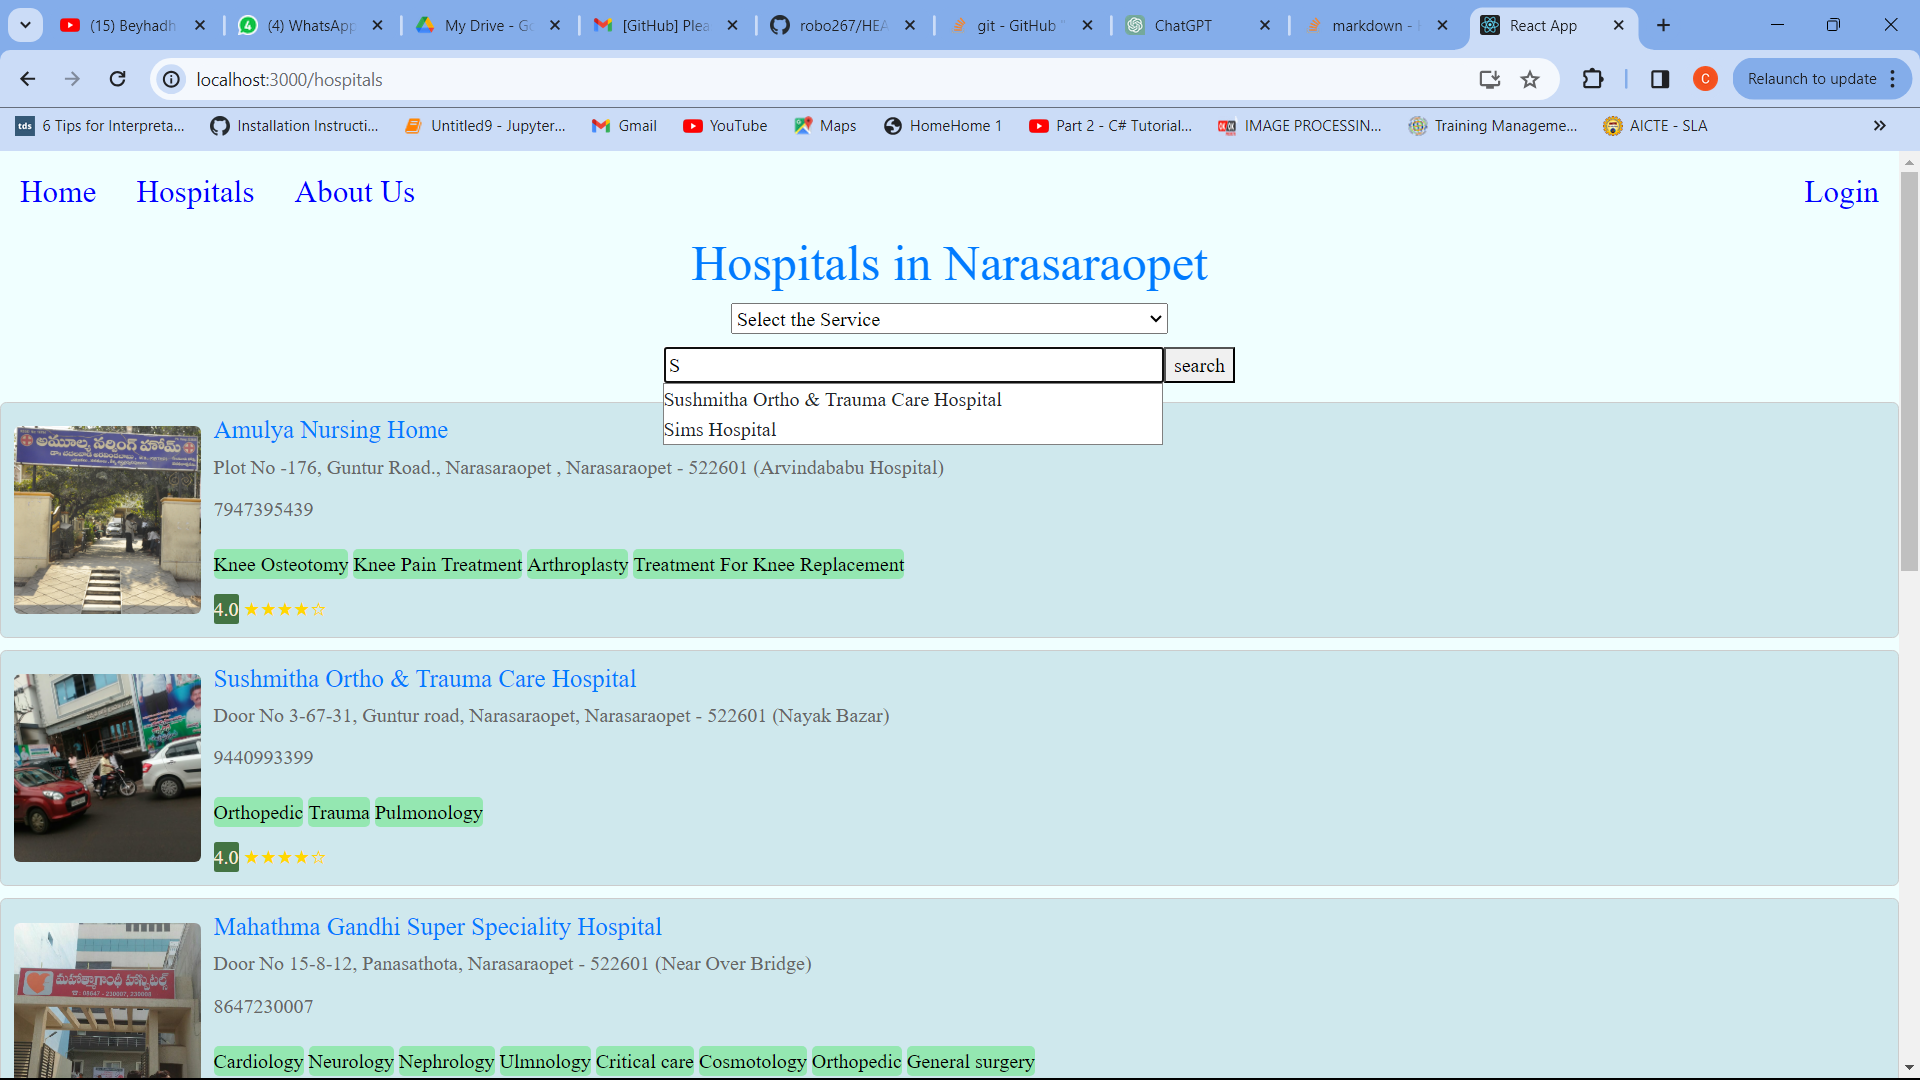 (15) Beyhadh
(4) WhatsApp
My Drive - Go
[GitHub] Plea
robo267/HEA
git - GitHub "
ChatGPT
markdown -
React App
localhost:3000/hospitals
C
Relaunch to update
tds
6 Tips for Interpreta...
Installation Instructi...
Untitled9 - Jupyter...
Gmail
YouTube
Maps
HomeHome 1
Part 2 - C# Tutorial...
IMAGE PROCESSIN...
Training Manageme...
AICTE - SLA
Home
Hospitals
About Us
Login
Hospitals in Narasaraopet
Select the Service
S
search
Sushmitha Ortho & Trauma Care Hospital
Sims Hospital
అమూల్య నర్సింగ్ హోమ్
Amulya Nursing Home
Plot No -176, Guntur Road., Narasaraopet , Narasaraopet - 522601 (Arvindababu Hospital)
7947395439
Knee Osteotomy Knee Pain Treatment Arthroplasty Treatment For Knee Replacement
4.0 ★★★★☆
Sushmitha Ortho & Trauma Care Hospital
Door No 3-67-31, Guntur road, Narasaraopet, Narasaraopet - 522601 (Nayak Bazar)
9440993399
Orthopedic Trauma Pulmonology
4.0 ★★★★☆
మహాత్మాగాంధీ హాస్పటల్స్
Mahathma Gandhi Super Speciality Hospital
Door No 15-8-12, Panasathota, Narasaraopet - 522601 (Near Over Bridge)
8647230007
Cardiology Neurology Nephrology Ulmnology Critical care Cosmotology Orthopedic General surgery